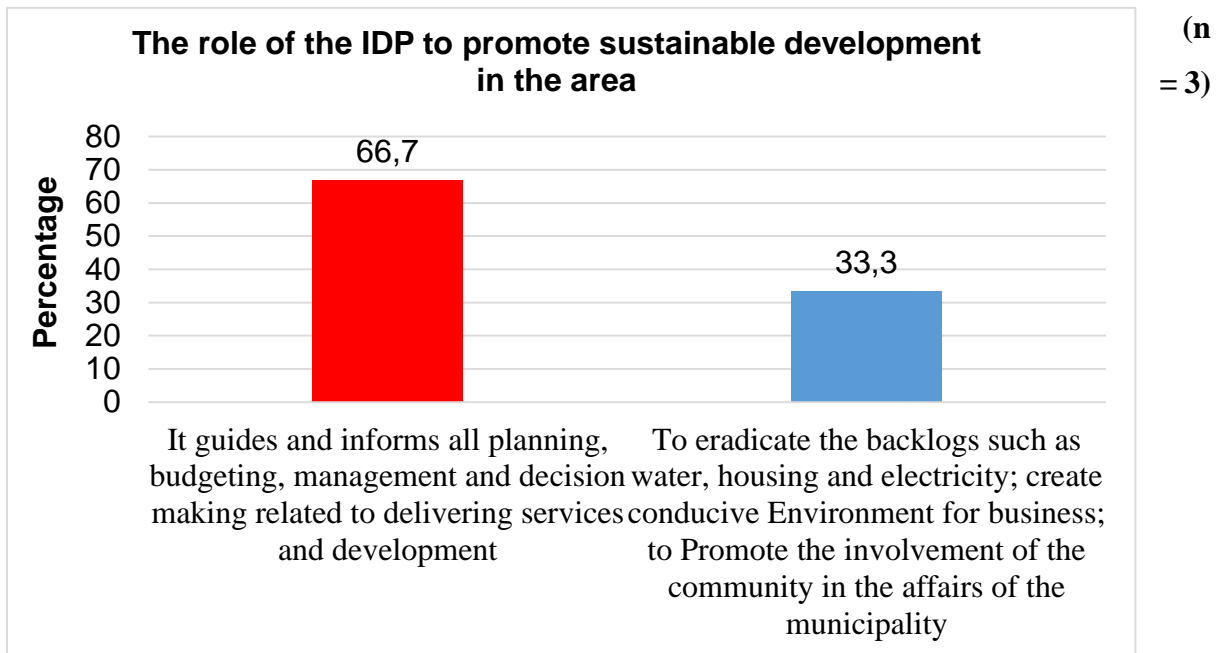 The role of the IDP to promote sustainable development
in the area
(n
= 3)
Percentage
80
70
60
50
40
30
20
10
0
66,7
33,3
It guides and informs all planning,
budgeting, management and decision
making related to delivering services
and development
To eradicate the backlogs such as
water, housing and electricity; create
conducive Environment for business;
to Promote the involvement of the
community in the affairs of the
municipality